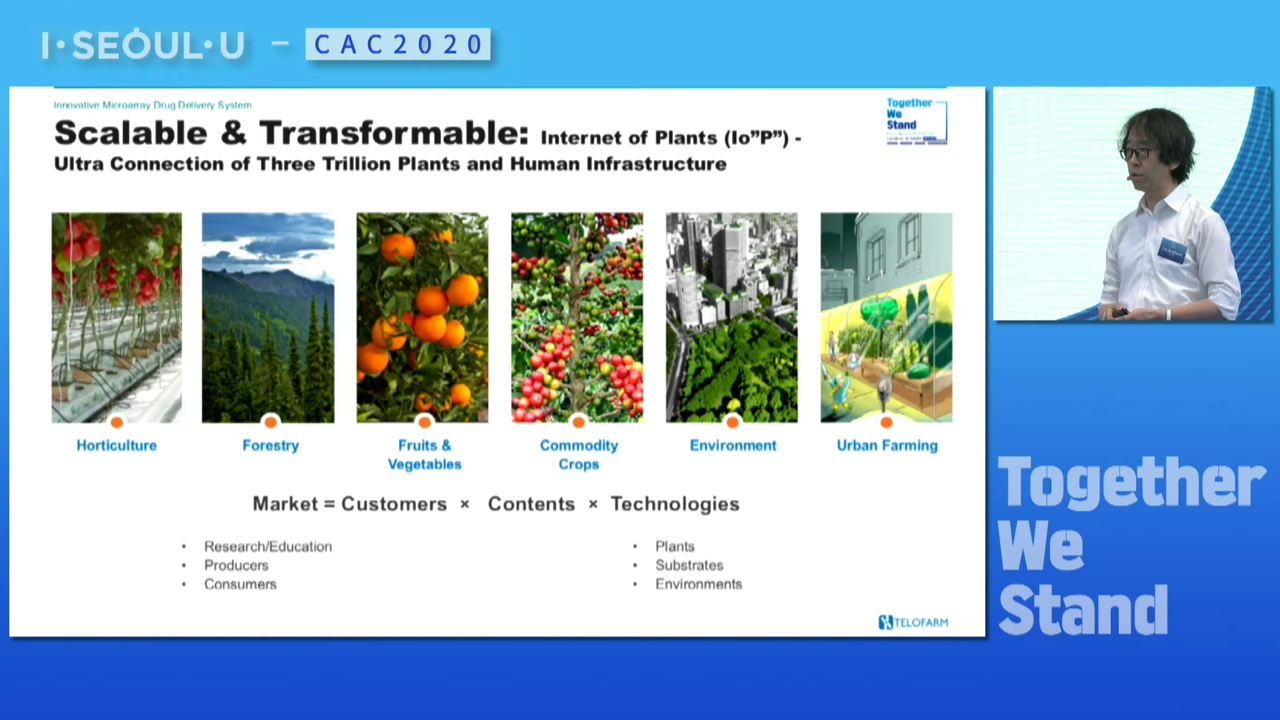 I·SEOUL·U – CAC2020
Innovative Microarray Drug Delivery System
Scalable & Transformable: Internet of Plants (Io”P”) -
Ultra Connection of Three Trillion Plants and Human Infrastructure
Together
We
Stand
Horticulture
Forestry
Fruits &
Vegetables
Commodity
Crops
Environment
Urban Farming
Market = Customers × Contents × Technologies
• Research/Education
• Producers
• Consumers
• Plants
• Substrates
• Environments
TELOFARM
Together
We
Stand